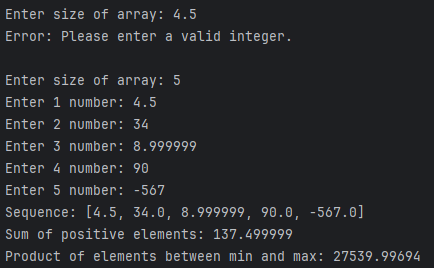 Enter size of array: 4.5
Error: Please enter a valid integer.

Enter size of array: 5
Enter 1 number: 4.5
Enter 2 number: 34
Enter 3 number: 8.999999
Enter 4 number: 90
Enter 5 number: -567
Sequence: [4.5, 34.0, 8.999999, 90.0, -567.0]
Sum of positive elements: 137.499999
Product of elements between min and max: 27539.99694